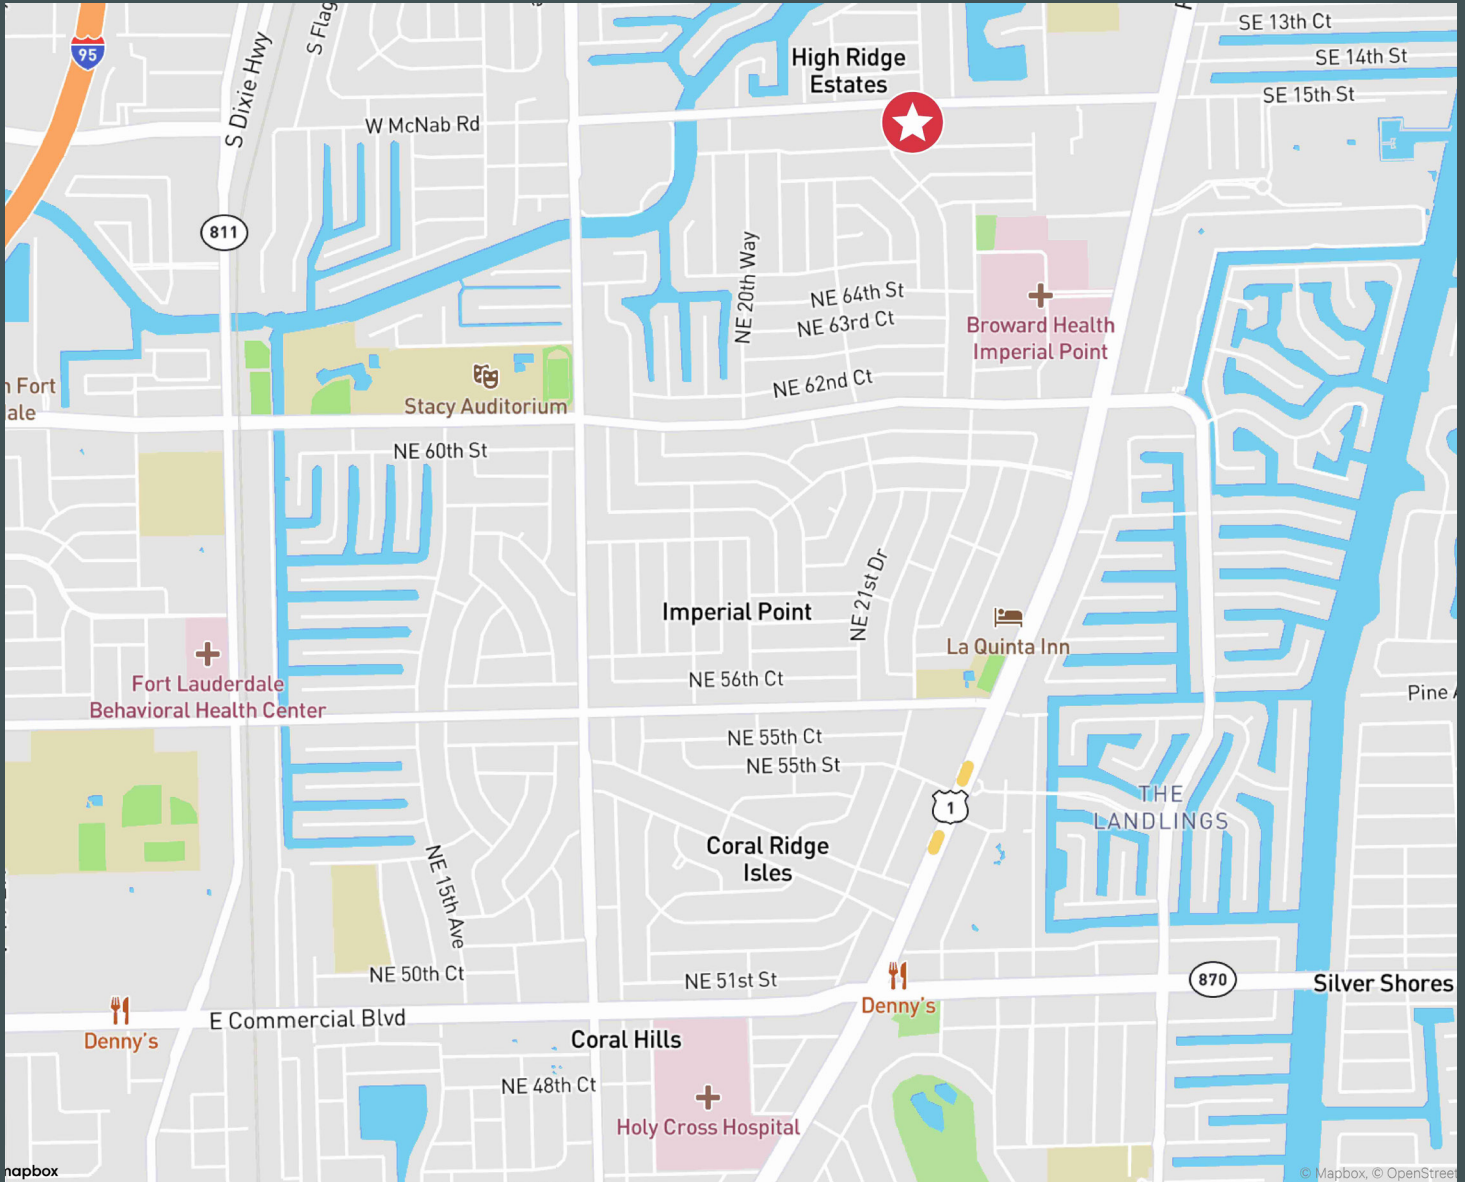 SE 13th Ct
S Flag
95
S Dixie Hwy
High Ridge
Estates
SE 14th St
SE 15th St
W McNab Rd
811
NE 20th Way
NE 64th St
NE 63rd Ct
Broward Health
Imperial Point
NE 62nd Ct
Fort
ale
Stacy Auditorium
NE 60th St
NE 21st Dr
Imperial Point
La Quinta Inn
Fort Lauderdale
Behavioral Health Center
NE 56th Ct
Pine
NE 55th Ct
NE 55th St
1
THE
LANDLINGS
Coral Ridge
Isles
NE 15th Ave
NE 50th Ct
NE 51st St
870
Silver Shores
Denny's
E Commercial Blvd
Denny's
Coral Hills
NE 48th Ct
Holy Cross Hospital
mapbox
© Mapbox, © OpenStreet